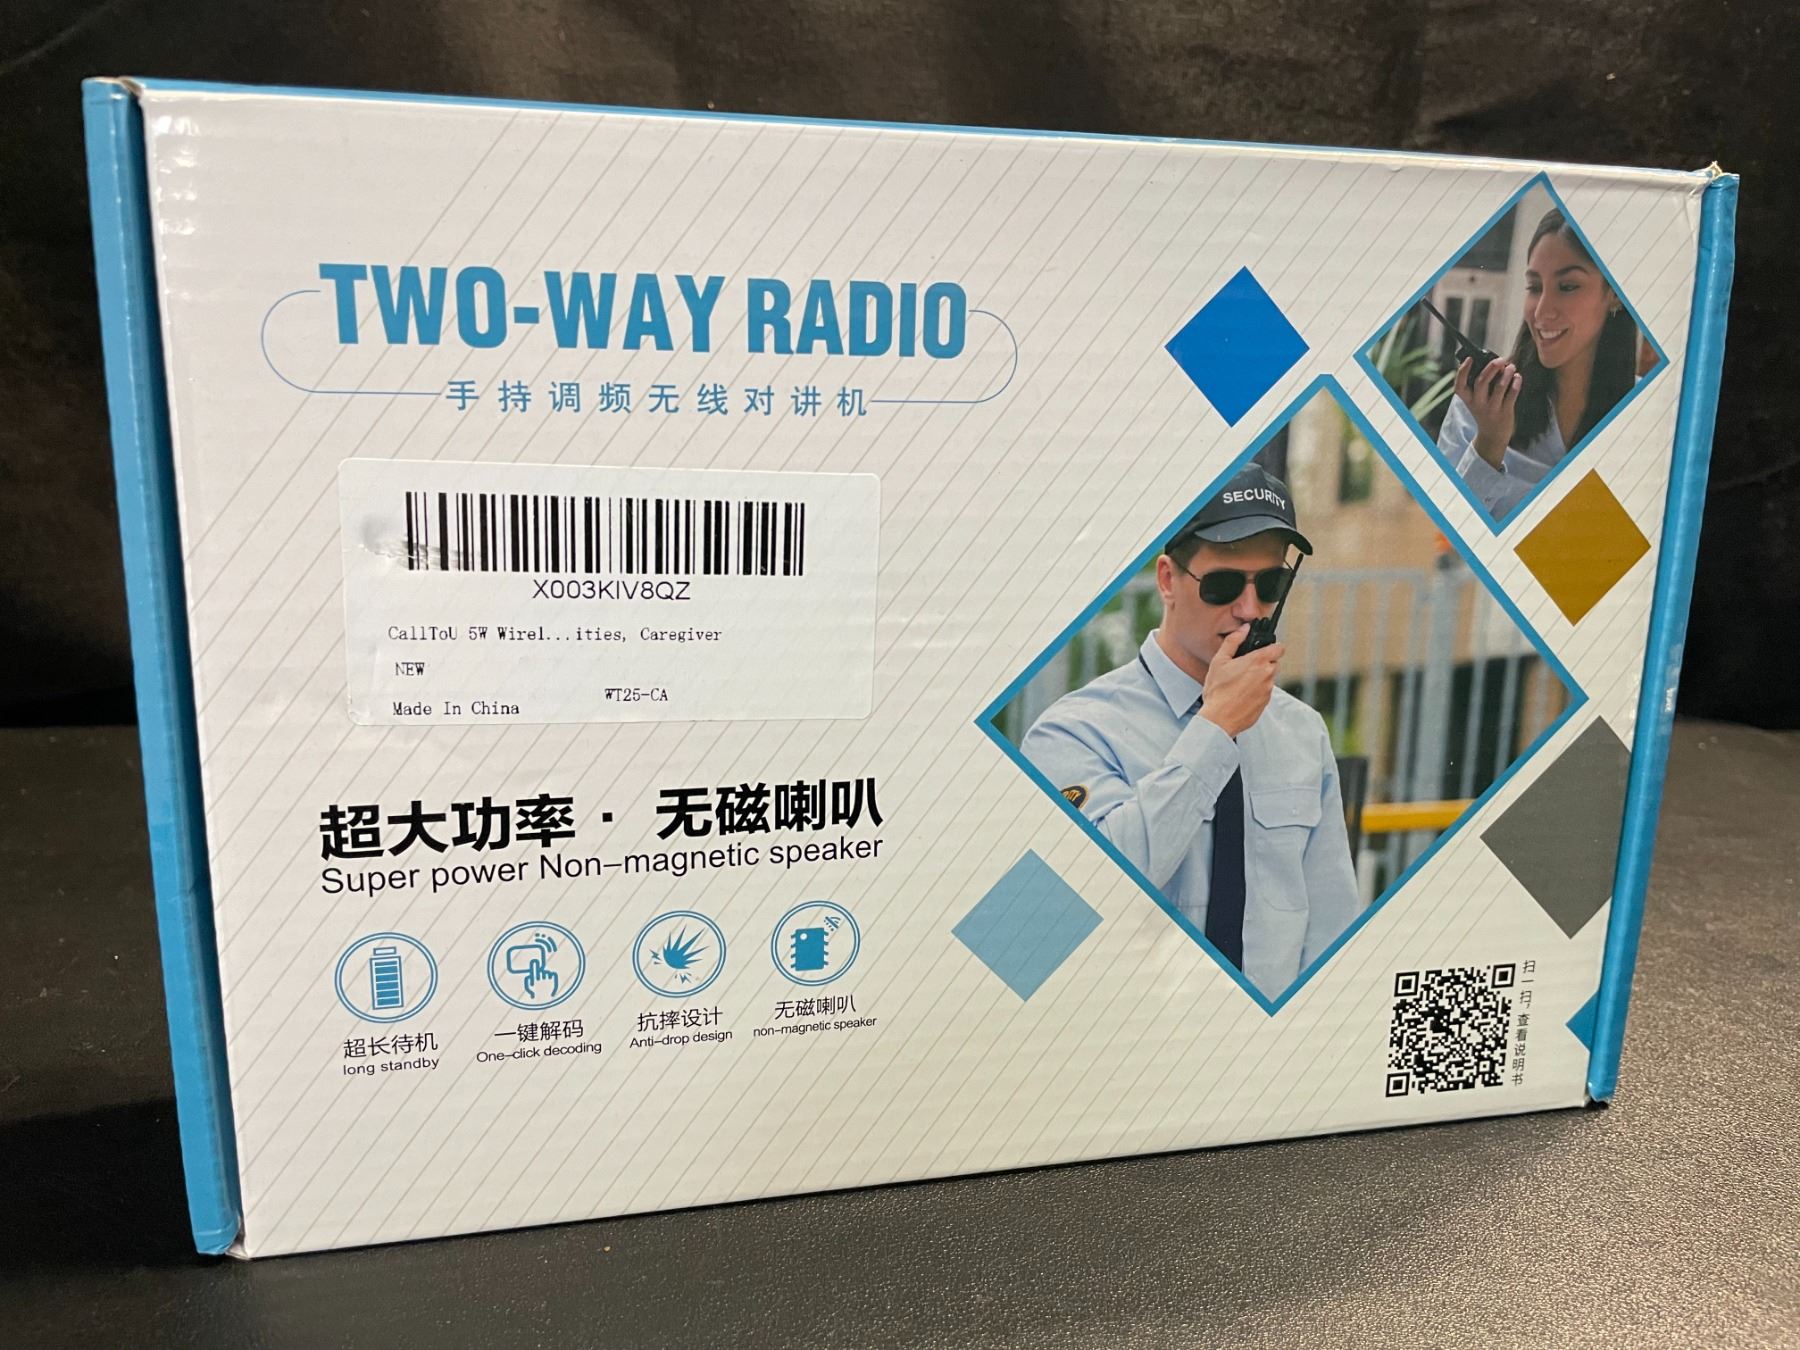 TWO-WAY RADIO
手持调频无线对讲机
SECURITY
X003KIV8QZ
CallToU 5W Wirel...ities, Caregiver
NEW
WT25-CA
Made In China
超大功率 · 无磁喇叭
Super power Non-magnetic speaker
超长待机
long standby
一键解码
One-click decoding
抗摔设计
Anti-drop design
无磁喇叭
non-magnetic speaker
扫一扫,查看说明书